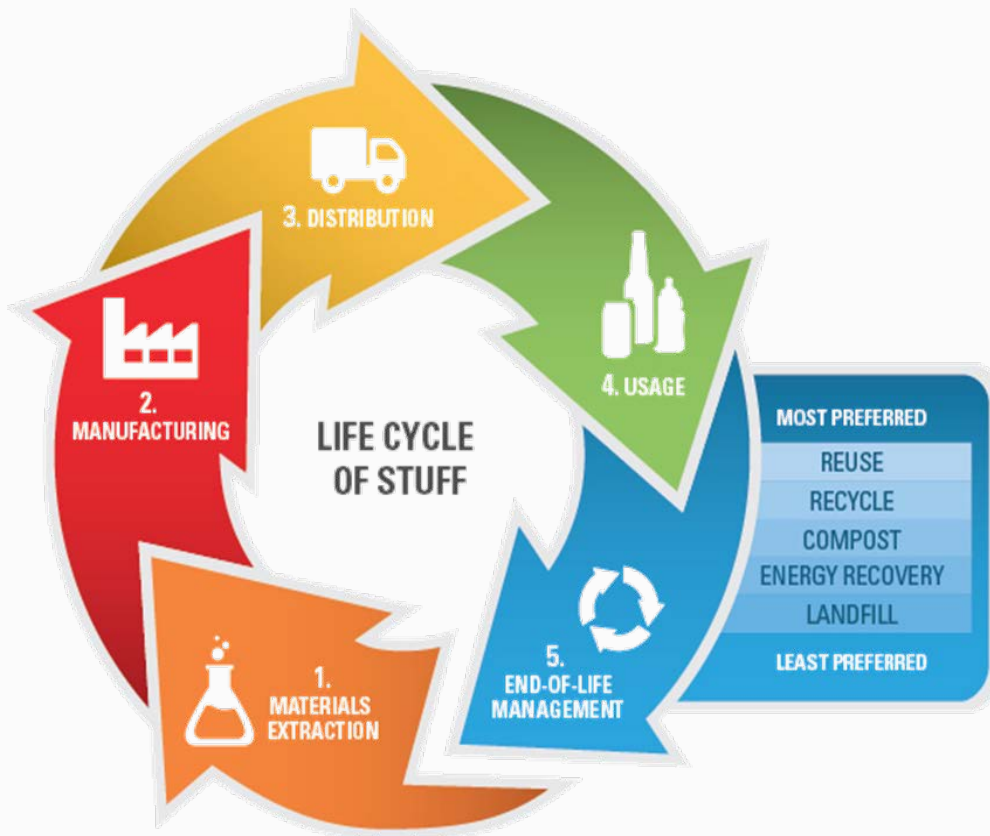 LIFE CYCLE
OF STUFF
1.
MATERIALS
EXTRACTION
2.
MANUFACTURING
3. DISTRIBUTION
4. USAGE
5.
END-OF-LIFE
MANAGEMENT
MOST PREFERRED
REUSE
RECYCLE
COMPOST
ENERGY RECOVERY
LANDFILL
LEAST PREFERRED